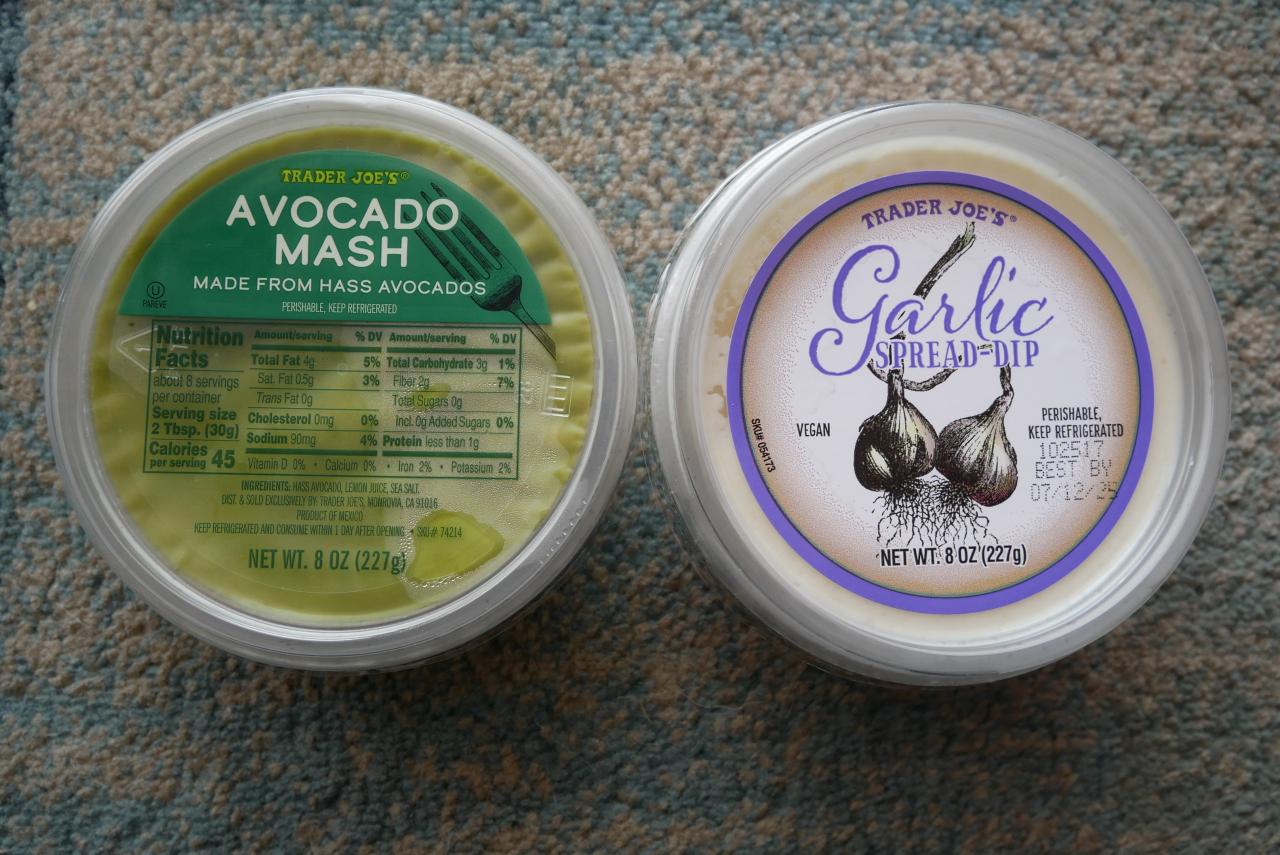 TRADER JOE'S®
AVOCADO
MASH
MADE FROM HASS AVOCADOS
U
PAREVE
PERISHABLE, KEEP REFRIGERATED
Nutrition
Facts
about 8 servings
per container
Serving size
2 Tbsp. (30g)
Calories
per serving 45
Amount/serving % DV
Total Fat 4g 5%
Sat. Fat 0.5g 3%
Trans Fat 0g
Cholesterol 0mg 0%
Sodium 90mg 4%
Amount/serving % DV
Total Carbohydrate 3g 1%
Fiber 2g 7%
Total Sugars 0g
Incl. 0g Added Sugars 0%
Protein less than 1g
Vitamin D 0% • Calcium 0% • Iron 2% • Potassium 2%
INGREDIENTS: HASS AVOCADO, LEMON JUICE, SEA SALT.
DIST. & SOLD EXCLUSIVELY BY: TRADER JOE'S, MONROVIA, CA 91016
PRODUCT OF MEXICO
KEEP REFRIGERATED AND CONSUME WITHIN 1 DAY AFTER OPENING • SKU# 74214
NET WT. 8 OZ (227g)
TRADER JOE'S®
Garlic
SPREAD-DIP
SKU# 054173
VEGAN
PERISHABLE,
KEEP REFRIGERATED
102517
BEST BY
07/12/25
NET WT. 8 OZ (227g)